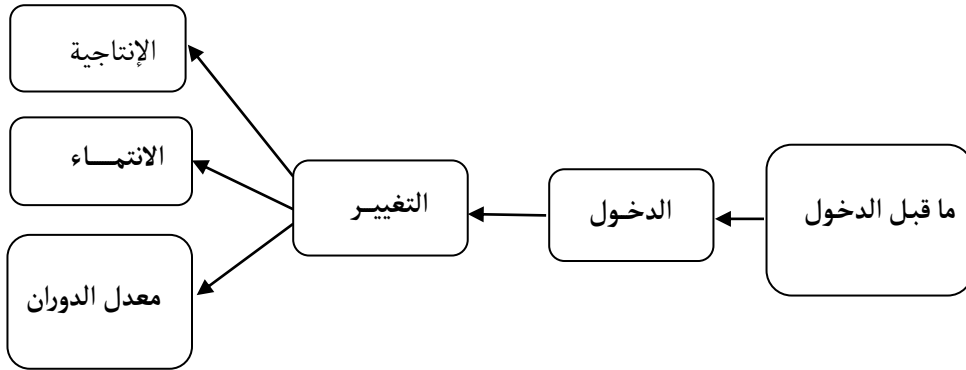 ما قبل الدخول
الدخـول
التغييـر
الإنتاجية
الانتمـــاء
معدل الدوران